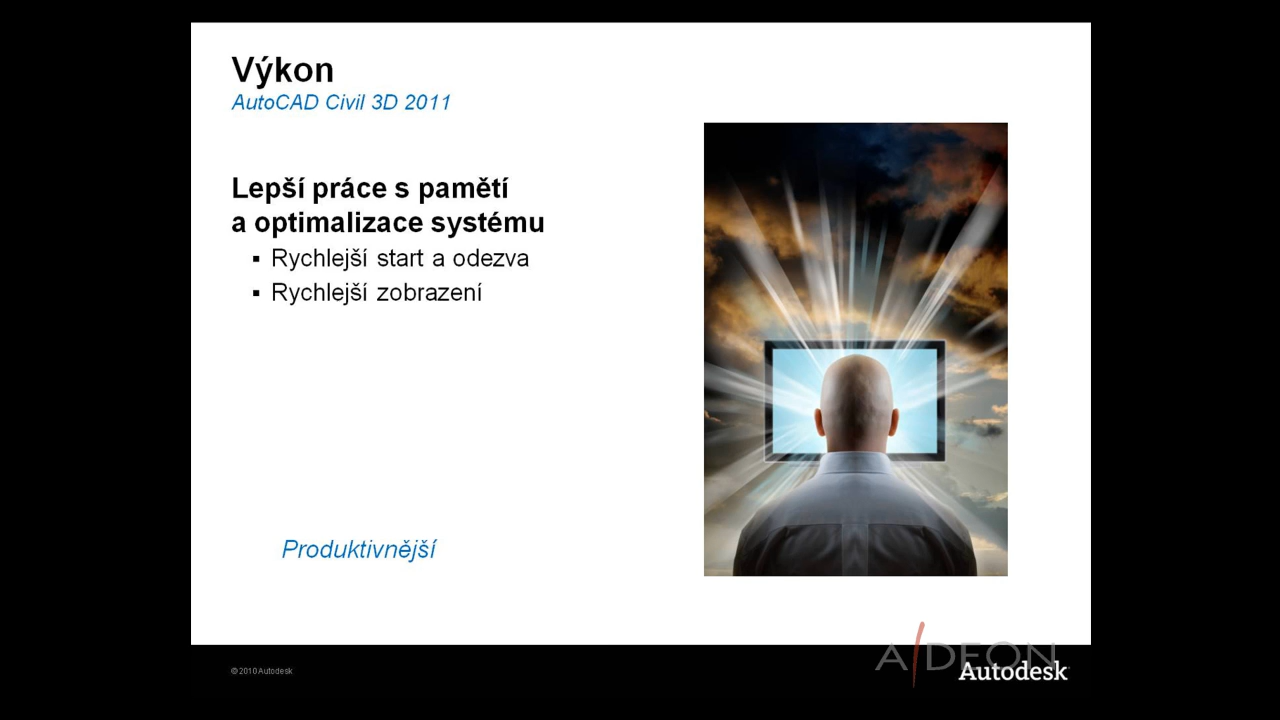 Výkon
AutoCAD Civil 3D 2011
Lepší práce s pamětí
a optimalizace systému
▪ Rychlejší start a odezva
▪ Rychlejší zobrazení
Produktivnější
© 2010 Autodesk
A/DEON
Autodesk